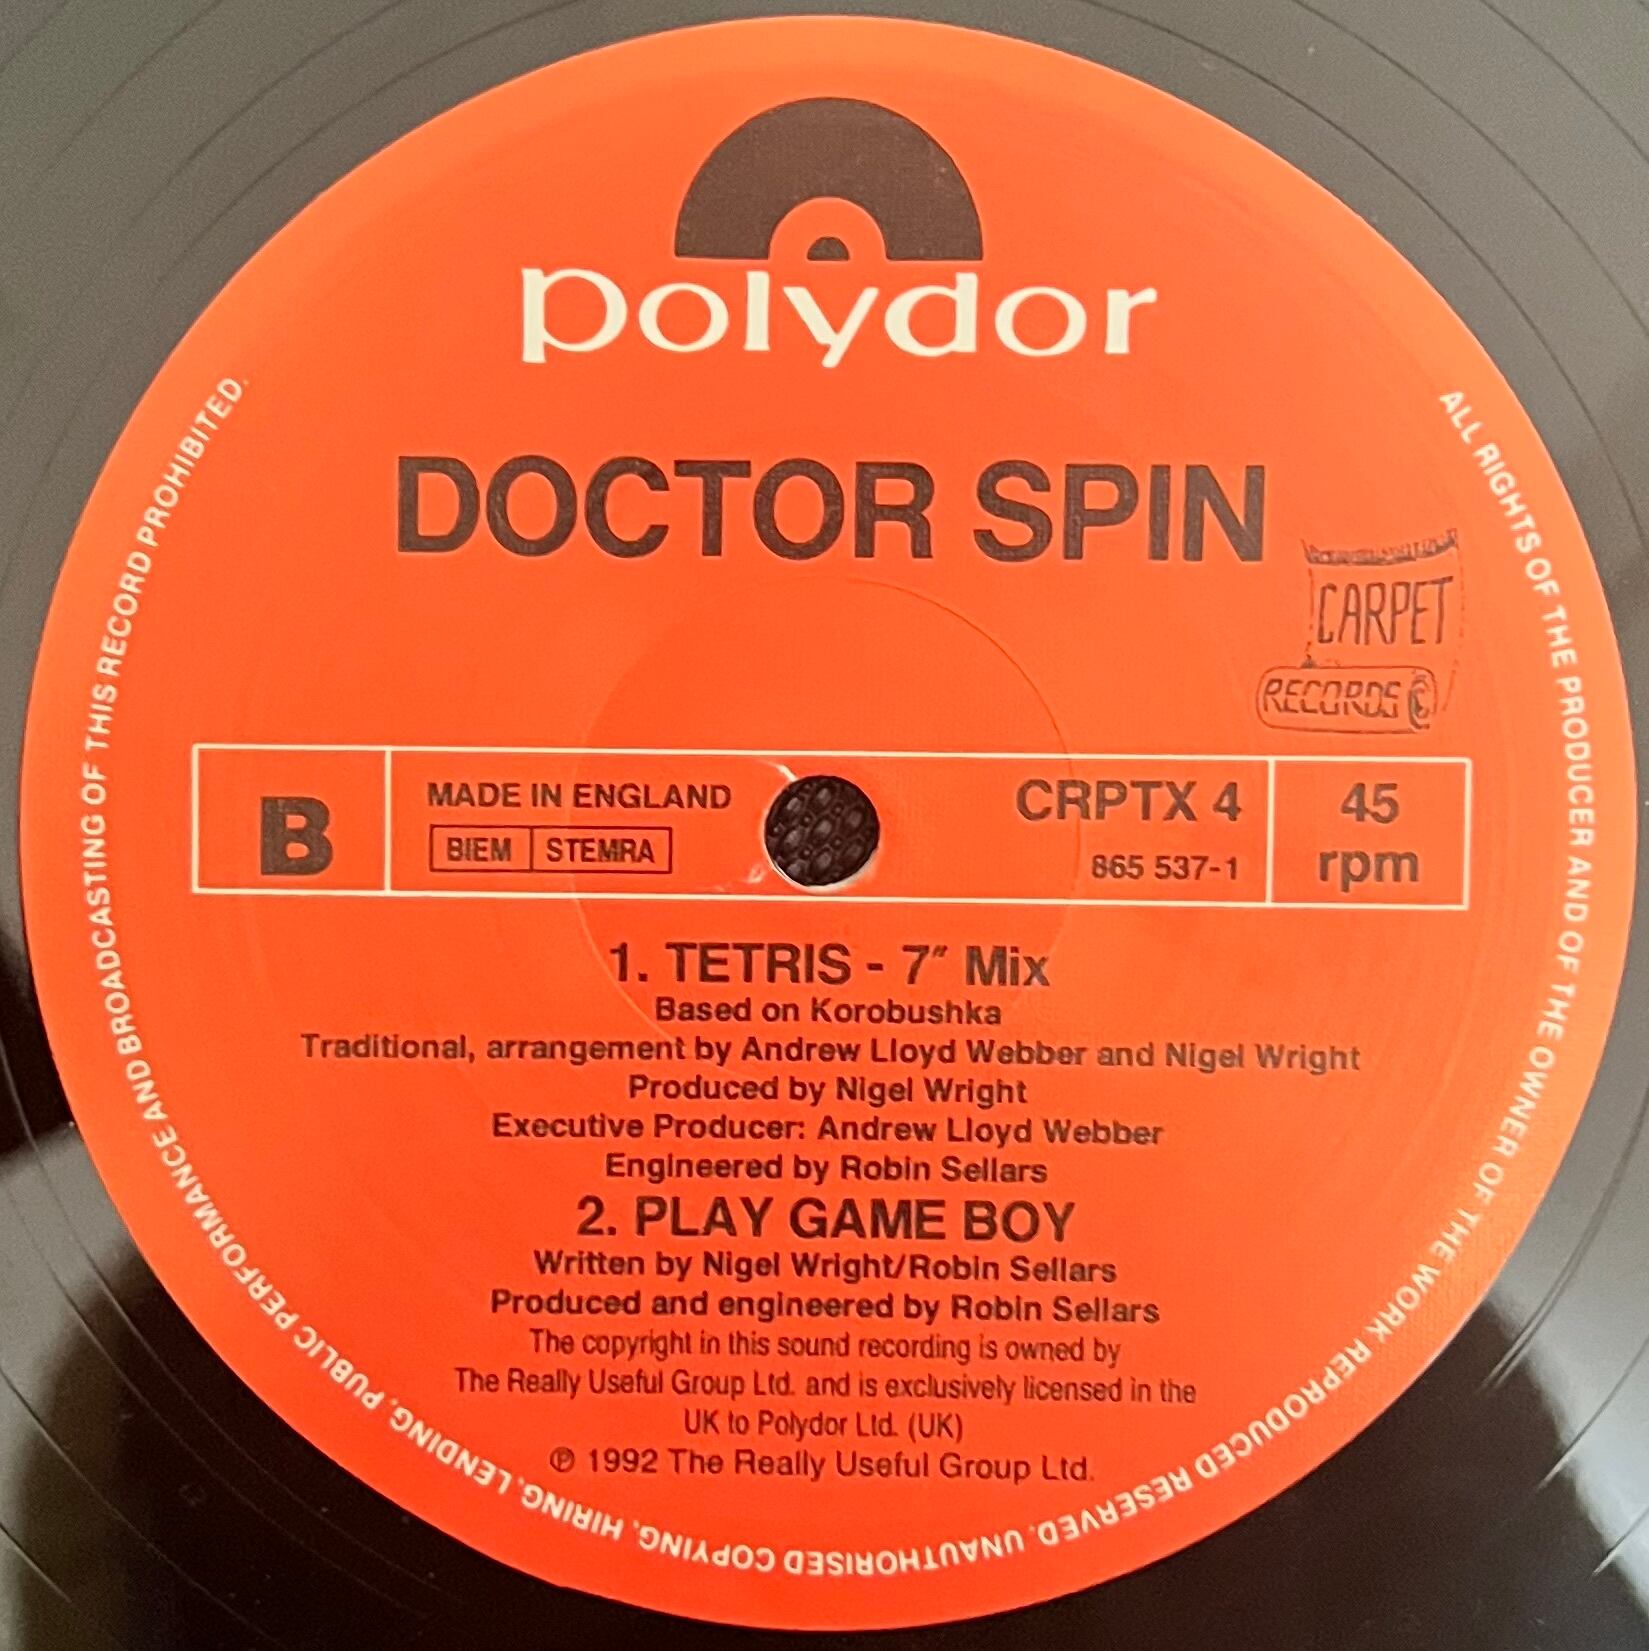 polydor
DOCTOR SPIN
CARPET
RECORDS
B
MADE IN ENGLAND
BIEM STEMRA
CRPTX 4
865 537-1
45
rpm
1. TETRIS - 7" Mix
Based on Korobushka
Traditional, arrangement by Andrew Lloyd Webber and Nigel Wright
Produced by Nigel Wright
Executive Producer: Andrew Lloyd Webber
Engineered by Robin Sellars
2. PLAY GAME BOY
Written by Nigel Wright/Robin Sellars
Produced and engineered by Robin Sellars
The copyright in this sound recording is owned by
The Really Useful Group Ltd. and is exclusively licensed in the
UK to Polydor Ltd. (UK)
℗ 1992 The Really Useful Group Ltd.
ALL RIGHTS OF THE PRODUCER AND OF THE OWNER OF THE WORK REPRODUCED RESERVED. UNAUTHORISED COPYING, HIRING, LENDING, PUBLIC PERFORMANCE AND BROADCASTING OF THIS RECORD PROHIBITED.